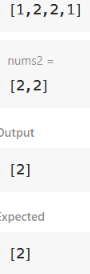 [1,2,2,1]
nums2 =
[2,2]
Output
[2]
Expected
[2]